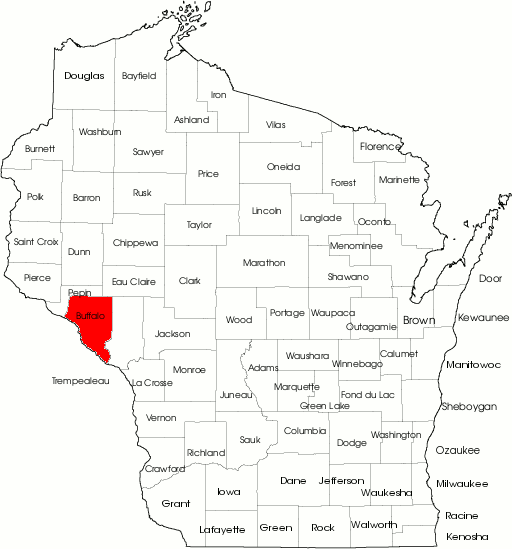 Douglas
Bayfield
Iron
Ashland
Vilas
Washburn
Burnett
Sawyer
Florence
Price
Oneida
Forest
Marinette
Polk
Barron
Rusk
Lincoln
Langlade
Oconto
Taylor
Saint Croix
Dunn
Chippewa
Menominee
Marathon
Pierce
Eau Claire
Clark
Shawano
Door
Pepin
Buffalo
Wood
Portage
Waupaca
Outagamie
Brown
Kewaunee
Jackson
Waushara
Winnebago
Calumet
Manitowoc
Trempealeau
La Crosse
Monroe
Adams
Juneau
Marquette
Green Lake
Fond du Lac
Sheboygan
Vernon
Richland
Sauk
Columbia
Dodge
Washington
Ozaukee
Crawford
Grant
Iowa
Dane
Jefferson
Waukesha
Milwaukee
Lafayette
Green
Rock
Walworth
Racine
Kenosha